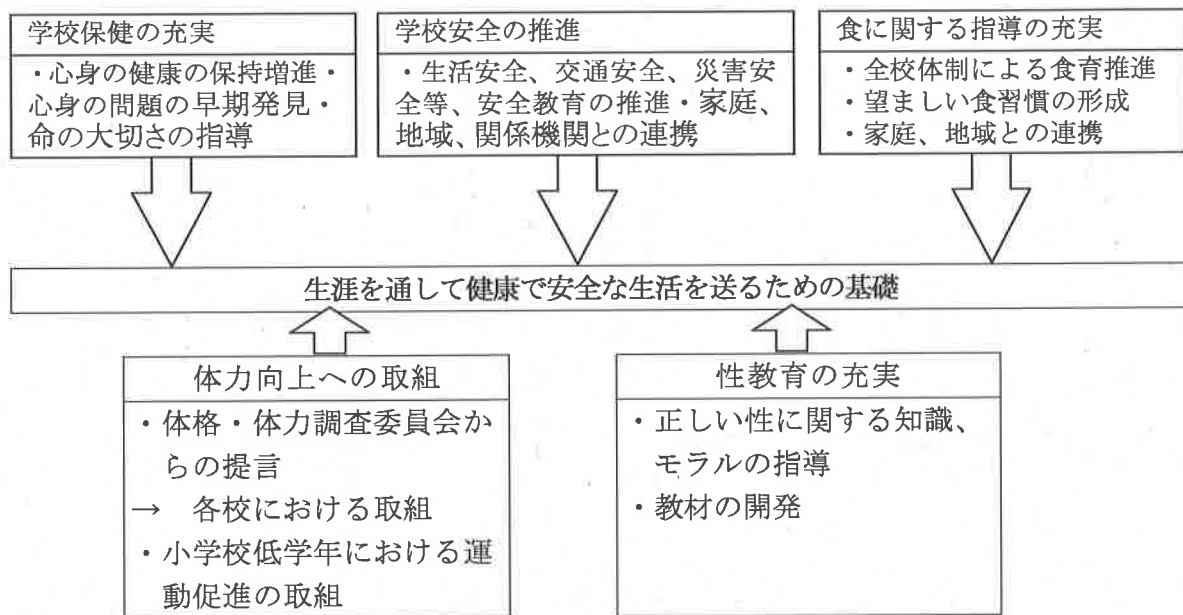 学校保健の充実
・心身の健康の保持増進・
心身の問題の早期発見・
命の大切さの指導
学校安全の推進
・生活安全、交通安全、災害安
全等、安全教育の推進・家庭、
地域、関係機関との連携
食に関する指導の充実
・全校体制による食育推進
・望ましい食習慣の形成
・家庭、地域との連携
生涯を通して健康で安全な生活を送るための基礎
体力向上への取組
・体格・体力調査委員会か
らの提言
→　各校における取組
・小学校低学年における運
動促進の取組
性教育の充実
・正しい性に関する知識、
モラルの指導
・教材の開発